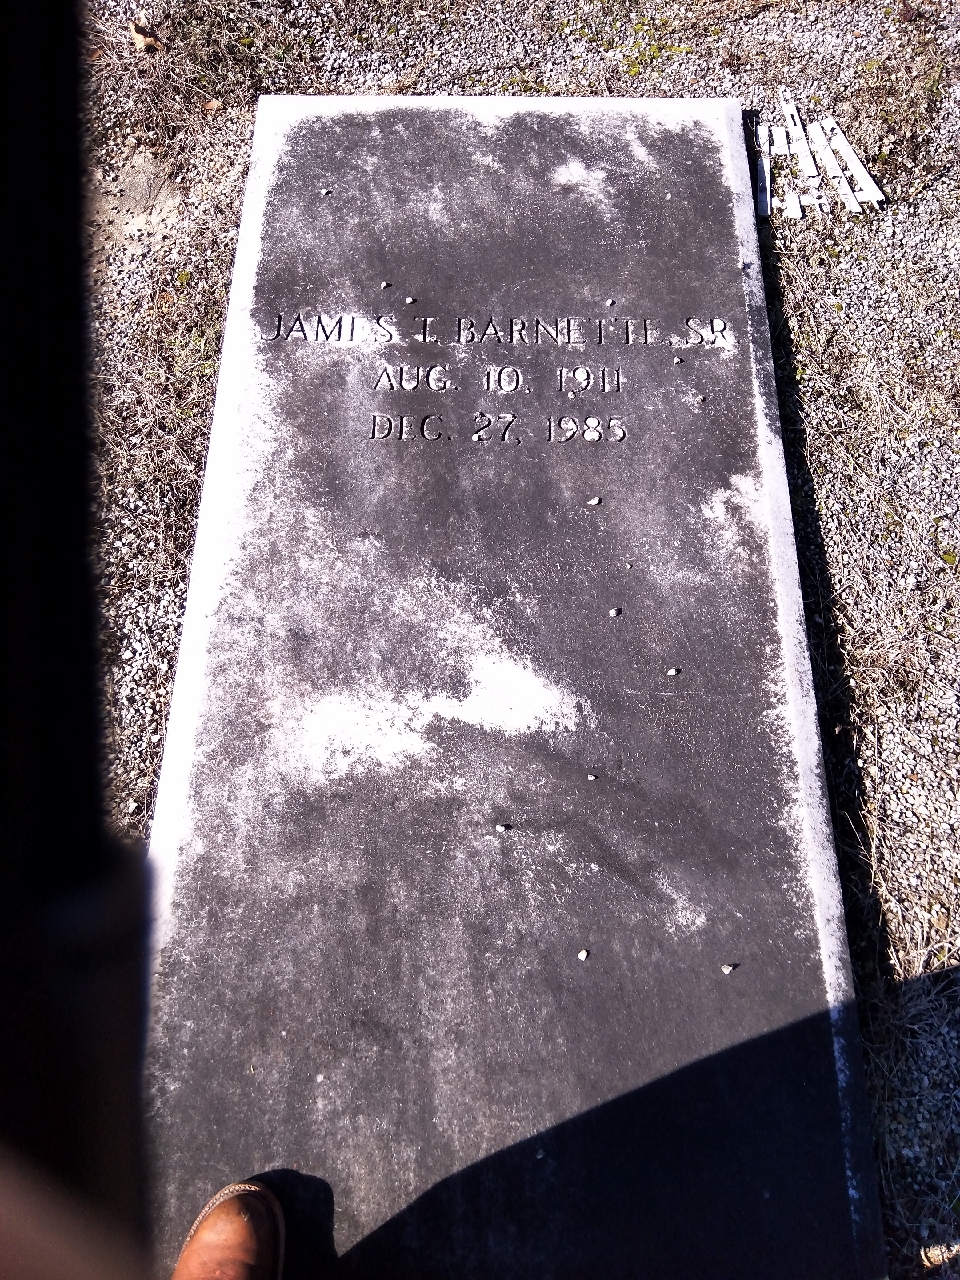 JAMES T. BARNETTE, SR
AUG. 10, 1911
DEC. 27, 1985